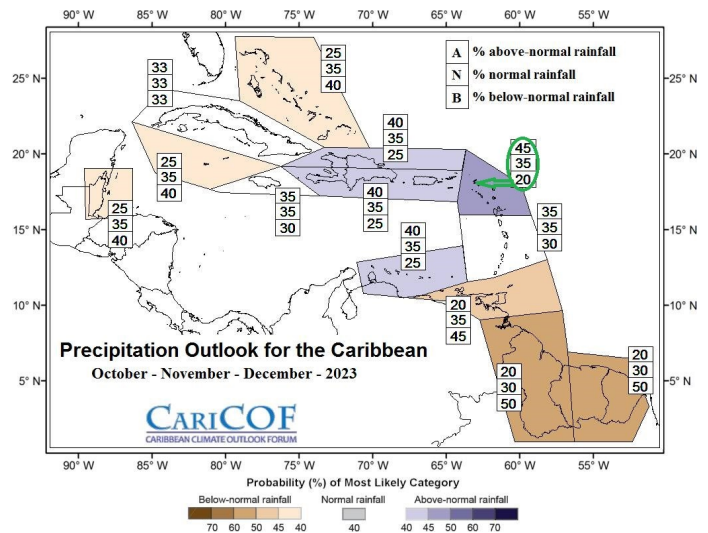 90° W 85° W 80° W 75° W 70° W 65° W 60° W 55° W
A % above-normal rainfall
N % normal rainfall
B % below-normal rainfall
25° N
20° N
15° N
10° N
5° N
33
33
33
25
35
40
40
35
25
45
35
20
25
35
40
25
35
40
35
35
30
40
35
25
35
35
30
40
35
25
20
35
45
20
30
50
20
30
50
Precipitation Outlook for the Caribbean
October - November - December - 2023
CARICOF
CARIBBEAN CLIMATE OUTLOOK FORUM
25° N
20° N
15° N
10° N
5° N
90° W 85° W 80° W 75° W 70° W 65° W 60° W 55° W
Probability (%) of Most Likely Category
Below-normal rainfall Normal rainfall Above-normal rainfall
70 60 50 45 40 40 40 45 50 60 70